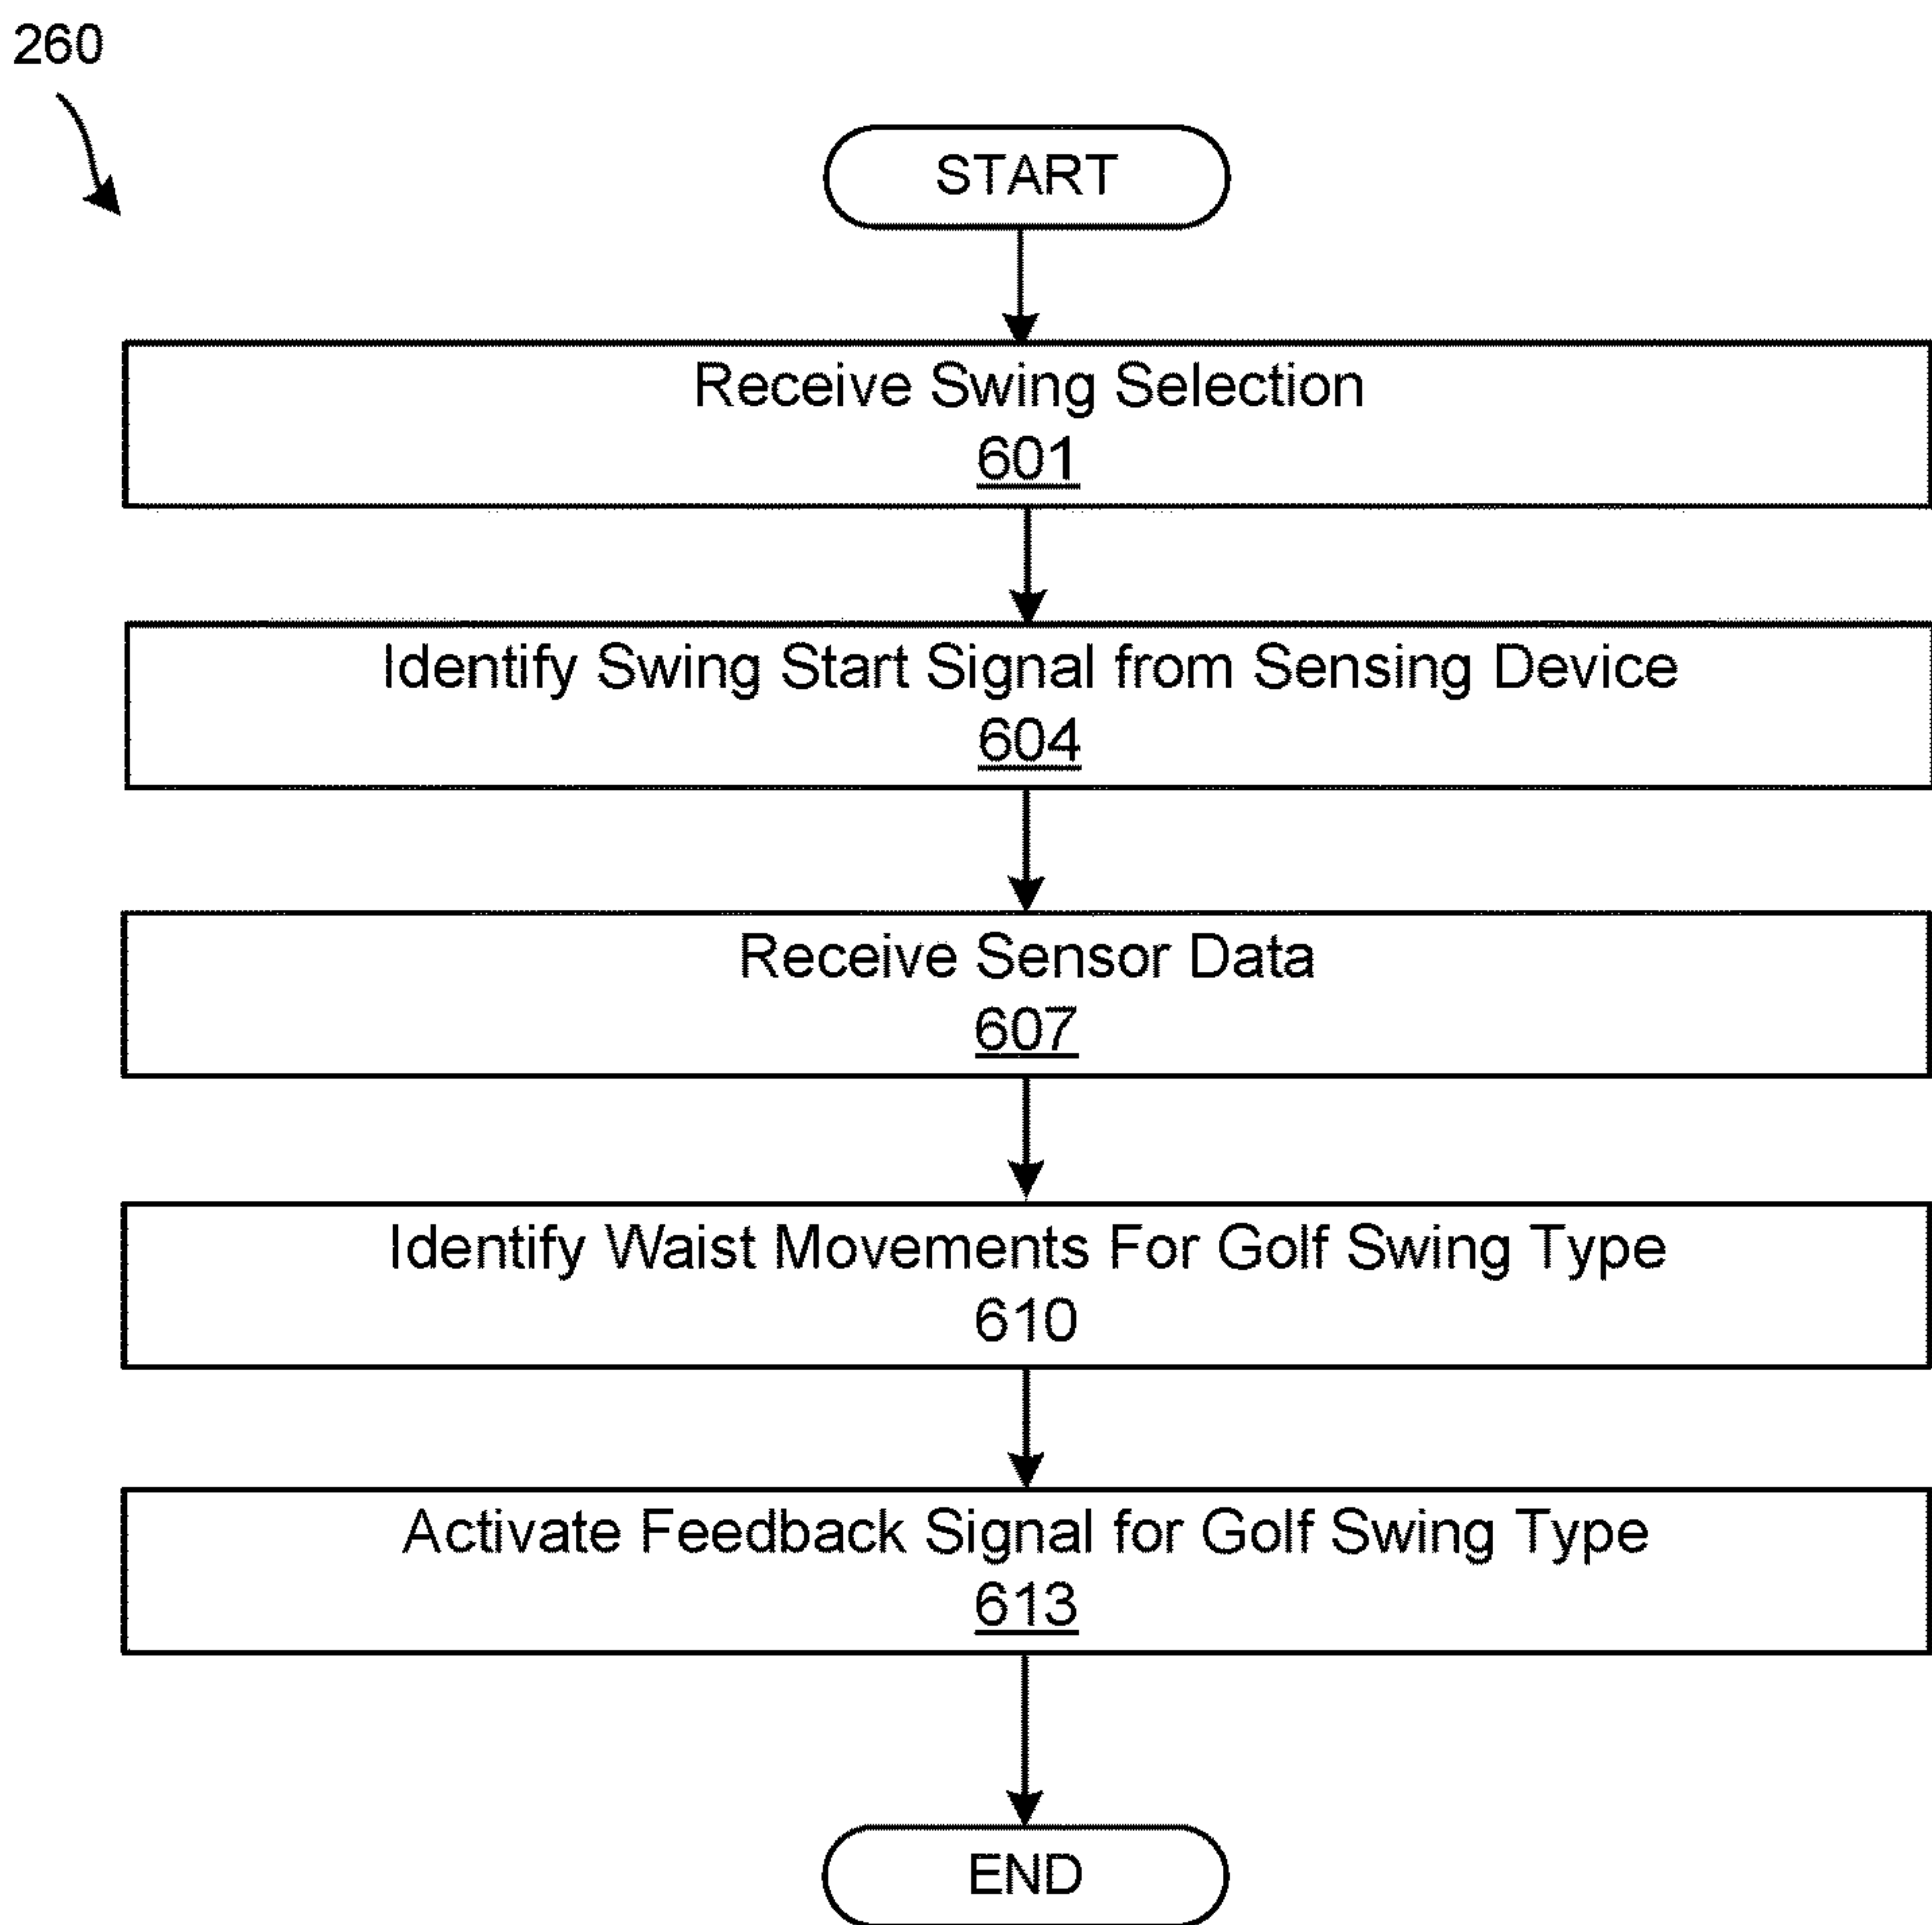 260
START
Receive Swing Selection
601
Identify Swing Start Signal from Sensing Device
604
Receive Sensor Data
607
Identify Waist Movements For Golf Swing Type
610
Activate Feedback Signal for Golf Swing Type
613
END